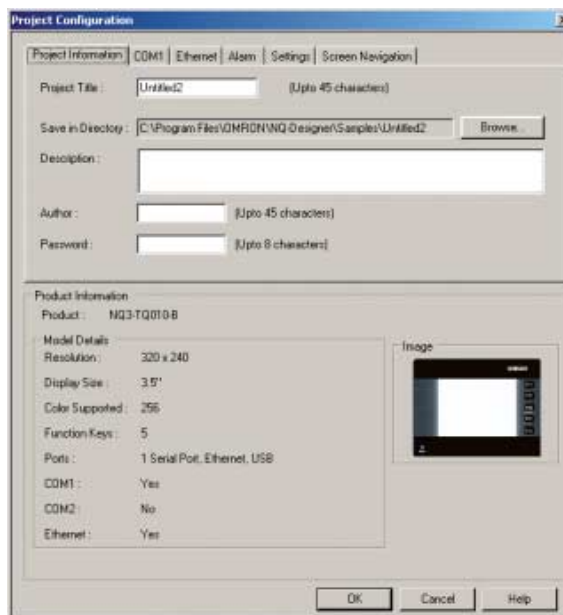 Project Configuration
Project Information COM1 Ethernet Alarm Settings Screen Navigation
Project Title : Untitled2 (Upto 45 characters)
Save in Directory : C:\Program Files\OMRON\NQ-Designer\Samples\Untitled2 Browse...
Description :
Author : (Upto 45 characters)
Password : (Upto 8 characters)
Product Information
Product : NQ3-TQ010-B
Model Details
Image
Resolution : 320 x 240
Display Size : 3.5"
Color Supported : 256
Function Keys : 5
Ports : 1 Serial Port, Ethernet, USB
COM1 : Yes
COM2 : No
Ethernet : Yes
OK Cancel Help